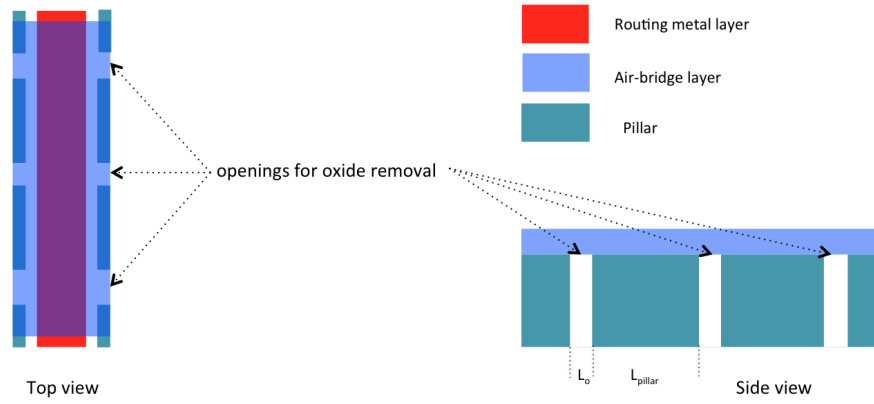 Routing metal layer
Air-bridge layer
Pillar
openings for oxide removal
Lo
Lpillar
Top view
Side view